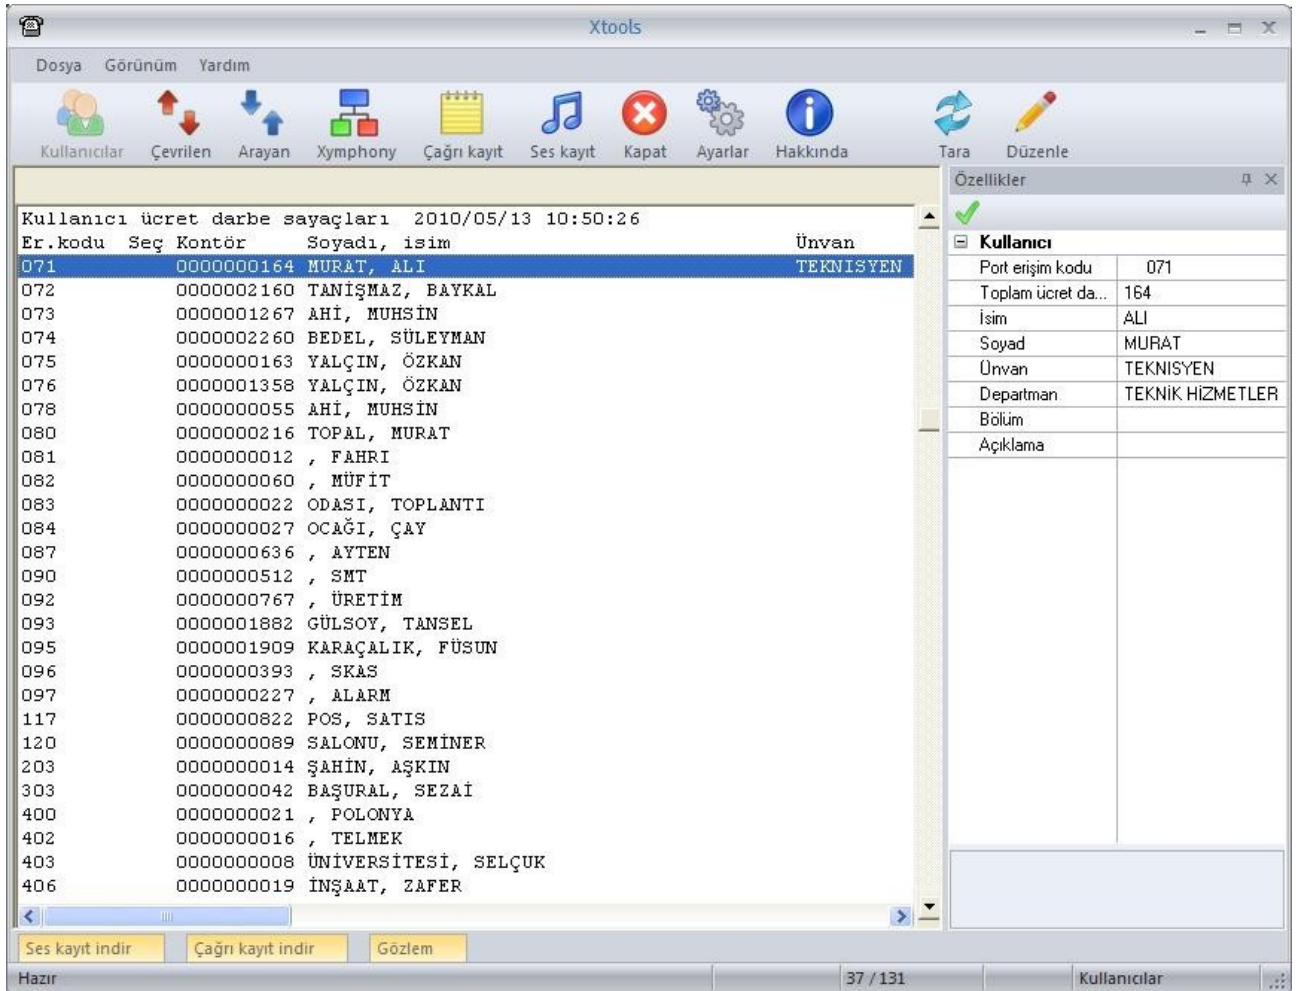 Xtools
Dosya Görünüm Yardım
Kullanıcılar Çevrilen Arayan Xymphony Çağrı kayıt Ses kayıt Kapat Ayarlar Hakkında Tara Düzenle
Kullanıcı ücret darbe sayaçları 2010/05/13 10:50:26
Er.kodu Seç Kontör Soyadı, isim Ünvan
071 0000000164 MURAT, ALI TEKNISYEN
072 0000002160 TANİŞMAZ, BAYKAL
073 0000001267 AHİ, MUHSİN
074 0000002260 BEDEL, SÜLEYMAN
075 0000000163 YALÇIN, ÖZKAN
076 0000001358 YALÇIN, ÖZKAN
078 0000000055 AHİ, MUHSİN
080 0000000216 TOPAL, MURAT
081 0000000012 , FAHRI
082 0000000060 , MÜFİT
083 0000000022 ODASI, TOPLANTI
084 0000000027 OCAĞI, ÇAY
087 0000000636 , AYTEN
090 0000000512 , SMT
092 0000000767 , ÜRETİM
093 0000001882 GÜLSOY, TANSEL
095 0000001909 KARAÇALIK, FÜSUN
096 0000000393 , SKAS
097 0000000227 , ALARM
117 0000000822 POS, SATIS
120 0000000089 SALONU, SEMİNER
203 0000000014 ŞAHİN, AŞKIN
303 0000000042 BAŞURAL, SEZAİ
400 0000000021 , POLONYA
402 0000000016 , TELMEK
403 0000000008 ÜNİVERSİTESİ, SELÇUK
406 0000000019 İNŞAAT, ZAFER
Özellikler
Kullanıcı
Port erişim kodu 071
Toplam ücret da... 164
İsim ALI
Soyad MURAT
Ünvan TEKNISYEN
Departman TEKNİK HİZMETLER
Bölüm
Açıklama
Ses kayıt indir Çağrı kayıt indir Gözlem
Hazır 37 / 131 Kullanıcılar